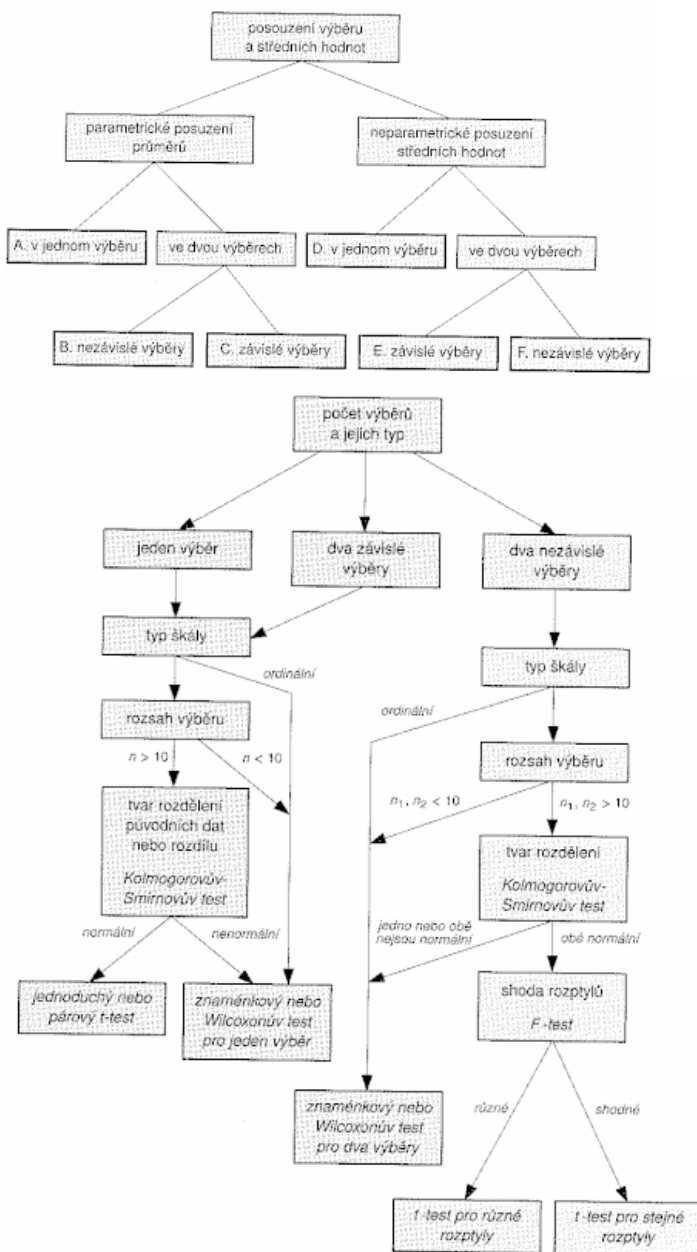 posouzení výběru
a středních hodnot
parametrické posuzení
průměrů
neparametrické posouzení
středních hodnot
A. v jednom výběru
ve dvou výběrech
D. v jednom výběru
ve dvou výběrech
B. nezávislé výběry
C. závislé výběry
E. závislé výběry
F. nezávislé výběry
počet výběrů
a jejich typ
jeden výběr
dva závislé
výběry
dva nezávislé
výběry
typ škály
typ škály
ordinální
ordinální
rozsah výběru
rozsah výběru
n > 10
n < 10
n₁, n₂ < 10
n₁, n₂ > 10
tvar rozdělení
původních dat
nebo rozdílu
Kolmogorovův-
Smirnovův test
tvar rozdělení
Kolmogorovův-
Smirnovův test
normální
nenormální
jedno nebo obě
nejsou normální
obě normální
jednoduchý nebo
párový t-test
znaménkový nebo
Wilcoxonův test
pro jeden výběr
shoda rozptylů
F-test
různé
shodné
znaménkový nebo
Wilcoxonův test
pro dva výběry
t-test pro různé
rozptyly
t-test pro stejné
rozptyly